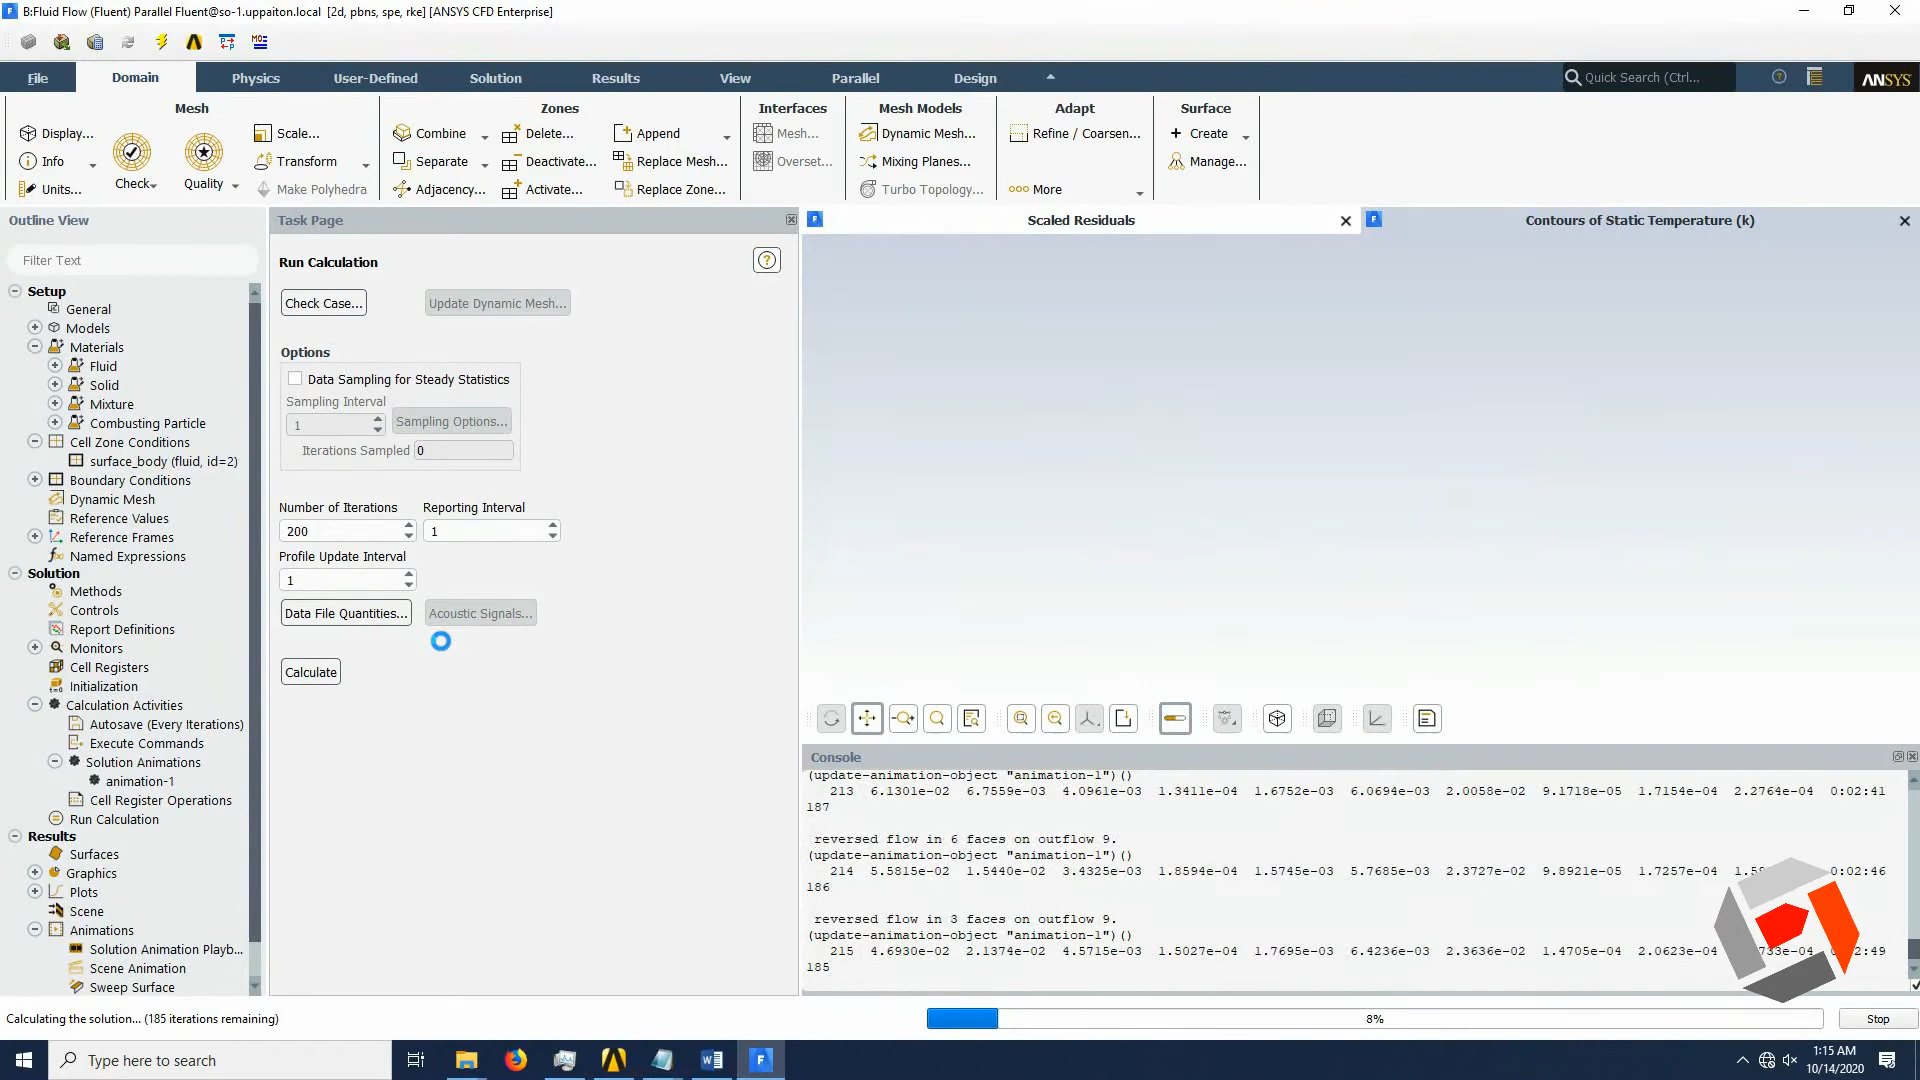 B:Fluid Flow (Fluent) Parallel Fluent@so-1.uppaiton.local [2d, pbns, spe, rke] [ANSYS CFD Enterprise]
File Domain Physics User-Defined Solution Results View Parallel Design Quick Search (Ctrl... ANSYS
Mesh Zones Interfaces Mesh Models Adapt Surface
Display... Scale... Combine Delete... Append Mesh... Dynamic Mesh... Refine / Coarsen... Create
Info Transform Separate Deactivate... Replace Mesh... Overset... Mixing Planes... Manage...
Check Quality
Units... Make Polyhedra Adjacency... Activate... Replace Zone... Turbo Topology... More
Outline View
Filter Text
Setup
General
Models
Materials
Fluid
Solid
Mixture
Combusting Particle
Cell Zone Conditions
surface_body (fluid, id=2)
Boundary Conditions
Dynamic Mesh
Reference Values
Reference Frames
Named Expressions
Solution
Methods
Controls
Report Definitions
Monitors
Cell Registers
Initialization
Calculation Activities
Autosave (Every Iterations)
Execute Commands
Solution Animations
animation-1
Cell Register Operations
Run Calculation
Results
Surfaces
Graphics
Plots
Scene
Animations
Solution Animation Playb...
Scene Animation
Sweep Surface
Task Page
Run Calculation
Check Case... Update Dynamic Mesh...
Options
Data Sampling for Steady Statistics
Sampling Interval
1 Sampling Options...
Iterations Sampled 0
Number of Iterations Reporting Interval
200 1
Profile Update Interval
1
Data File Quantities... Acoustic Signals...
Calculate
Scaled Residuals Contours of Static Temperature (k)
Console
(update-animation-object "animation-1")()
213 6.1301e-02 6.7559e-03 4.0961e-03 1.3411e-04 1.6752e-03 6.0694e-03 2.0058e-02 9.1718e-05 1.7154e-04 2.2764e-04 0:02:41
187
reversed flow in 6 faces on outflow 9.
(update-animation-object "animation-1")()
214 5.5815e-02 1.5440e-02 3.4325e-03 1.8594e-04 1.5745e-03 5.7685e-03 2.3727e-02 9.8921e-05 1.7257e-04 0:02:46
186
reversed flow in 3 faces on outflow 9.
(update-animation-object "animation-1")()
215 4.6930e-02 2.1374e-02 4.5715e-03 1.5027e-04 1.7695e-03 6.4236e-03 2.3636e-02 1.4705e-04 2.0623e-04
185
Calculating the solution... (185 iterations remaining) 8% Stop
Type here to search
1:15 AM
10/14/2020